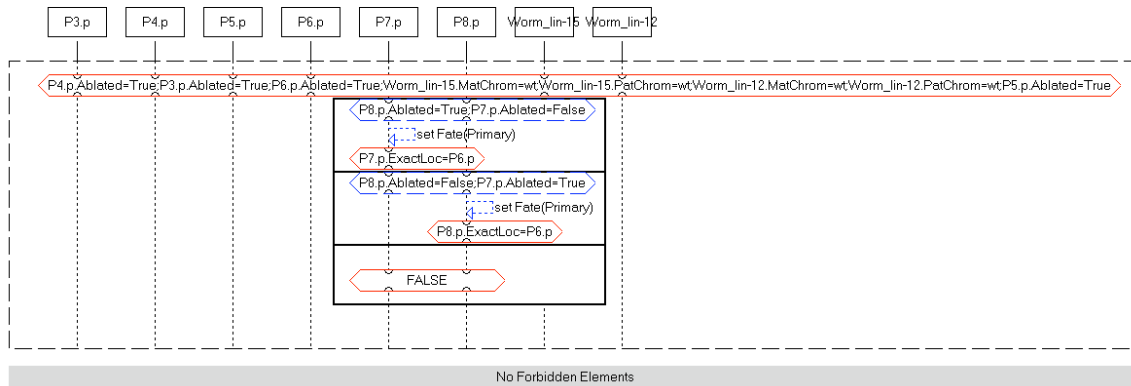 P3.p P4.p P5.p P6.p P7.p P8.p Worm_lin-15 Worm_lin-12
P4.p.Ablated=True;P3.p.Ablated=True;P6.p.Ablated=True;Worm_lin-15.MatChrom=wt;Worm_lin-15.PatChrom=wt;Worm_lin-12.MatChrom=wt;Worm_lin-12.PatChrom=wt;P5.p.Ablated=True
P8.p.Ablated=True;P7.p.Ablated=False
set Fate(Primary)
P7.p.ExactLoc=P6.p
P8.p.Ablated=False;P7.p.Ablated=True
set Fate(Primary)
P8.p.ExactLoc=P6.p
FALSE
No Forbidden Elements